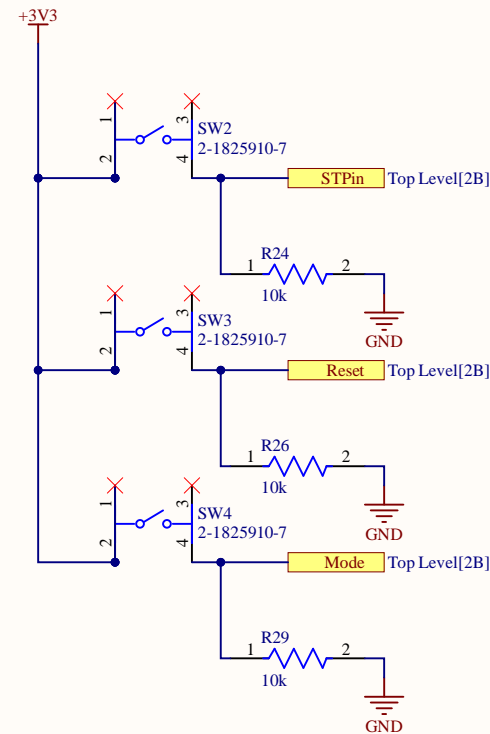 +3V3
1
2
3
4
SW2
2-1825910-7
STPin
Top Level[2B]
R24
1
2
10k
GND
1
2
3
4
SW3
2-1825910-7
Reset
Top Level[2B]
R26
1
2
10k
GND
1
2
3
4
SW4
2-1825910-7
Mode
Top Level[2B]
R29
1
2
10k
GND